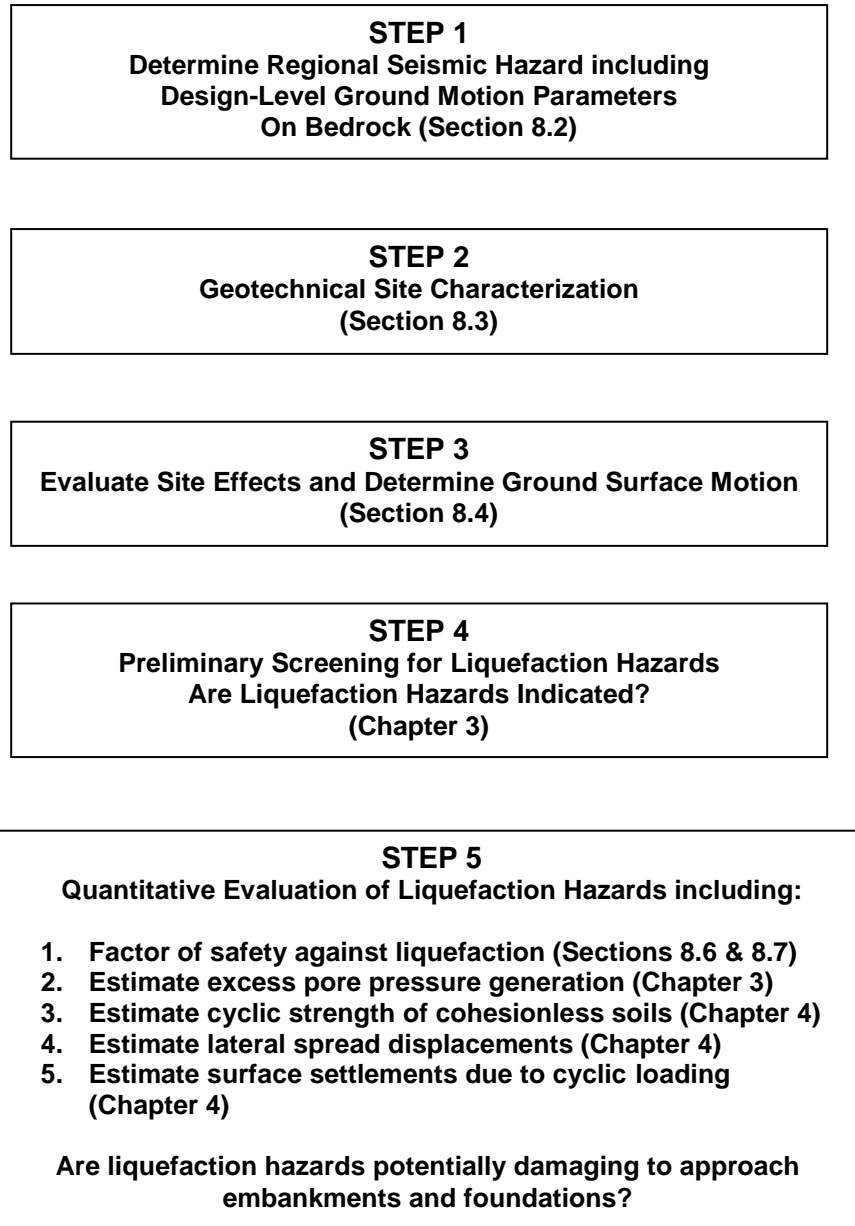 STEP 1
Determine Regional Seismic Hazard including
Design-Level Ground Motion Parameters
On Bedrock (Section 8.2)
STEP 2
Geotechnical Site Characterization
(Section 8.3)
STEP 3
Evaluate Site Effects and Determine Ground Surface Motion
(Section 8.4)
STEP 4
Preliminary Screening for Liquefaction Hazards
Are Liquefaction Hazards Indicated?
(Chapter 3)
STEP 5
Quantitative Evaluation of Liquefaction Hazards including:
1. Factor of safety against liquefaction (Sections 8.6 & 8.7)
2. Estimate excess pore pressure generation (Chapter 3)
3. Estimate cyclic strength of cohesionless soils (Chapter 4)
4. Estimate lateral spread displacements (Chapter 4)
5. Estimate surface settlements due to cyclic loading
(Chapter 4)
Are liquefaction hazards potentially damaging to approach
embankments and foundations?